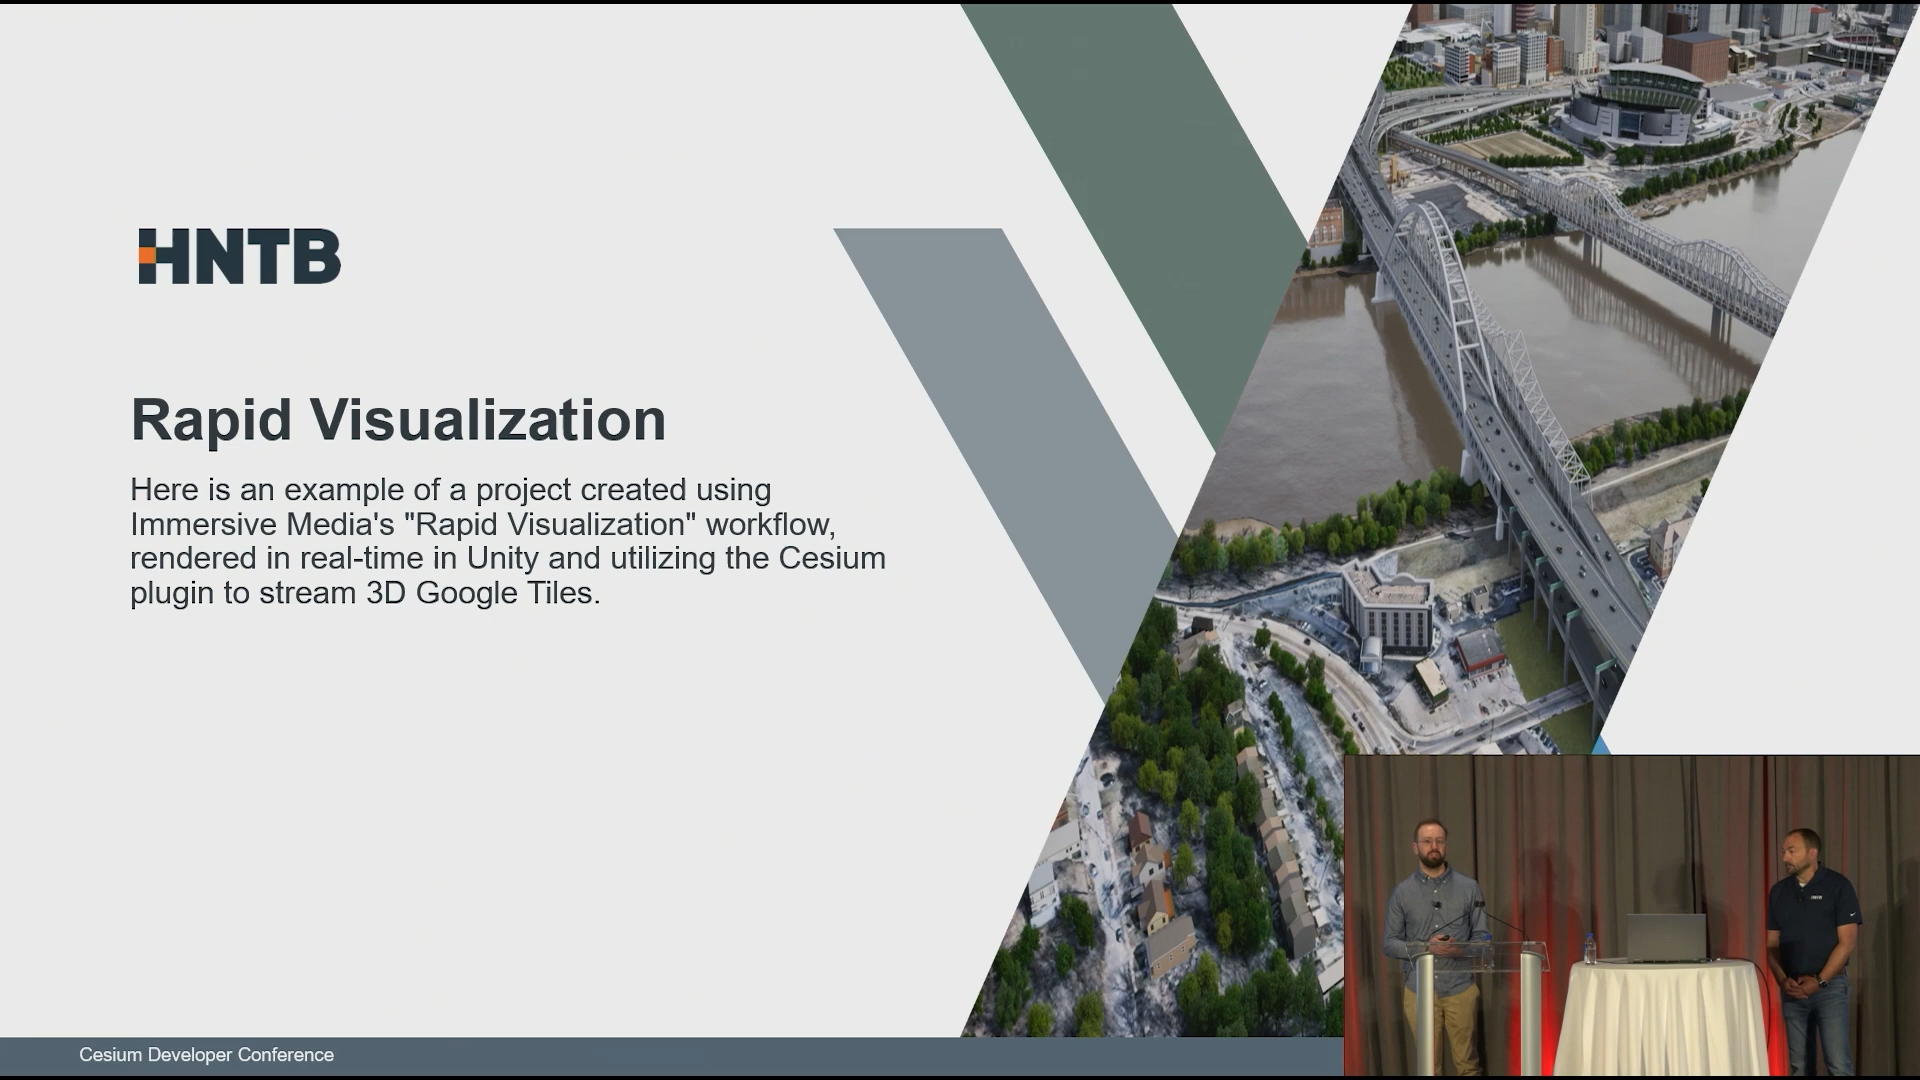 HNTB
Rapid Visualization
Here is an example of a project created using
Immersive Media's "Rapid Visualization" workflow,
rendered in real-time in Unity and utilizing the Cesium
plugin to stream 3D Google Tiles.
HNTB
Cesium Developer Conference